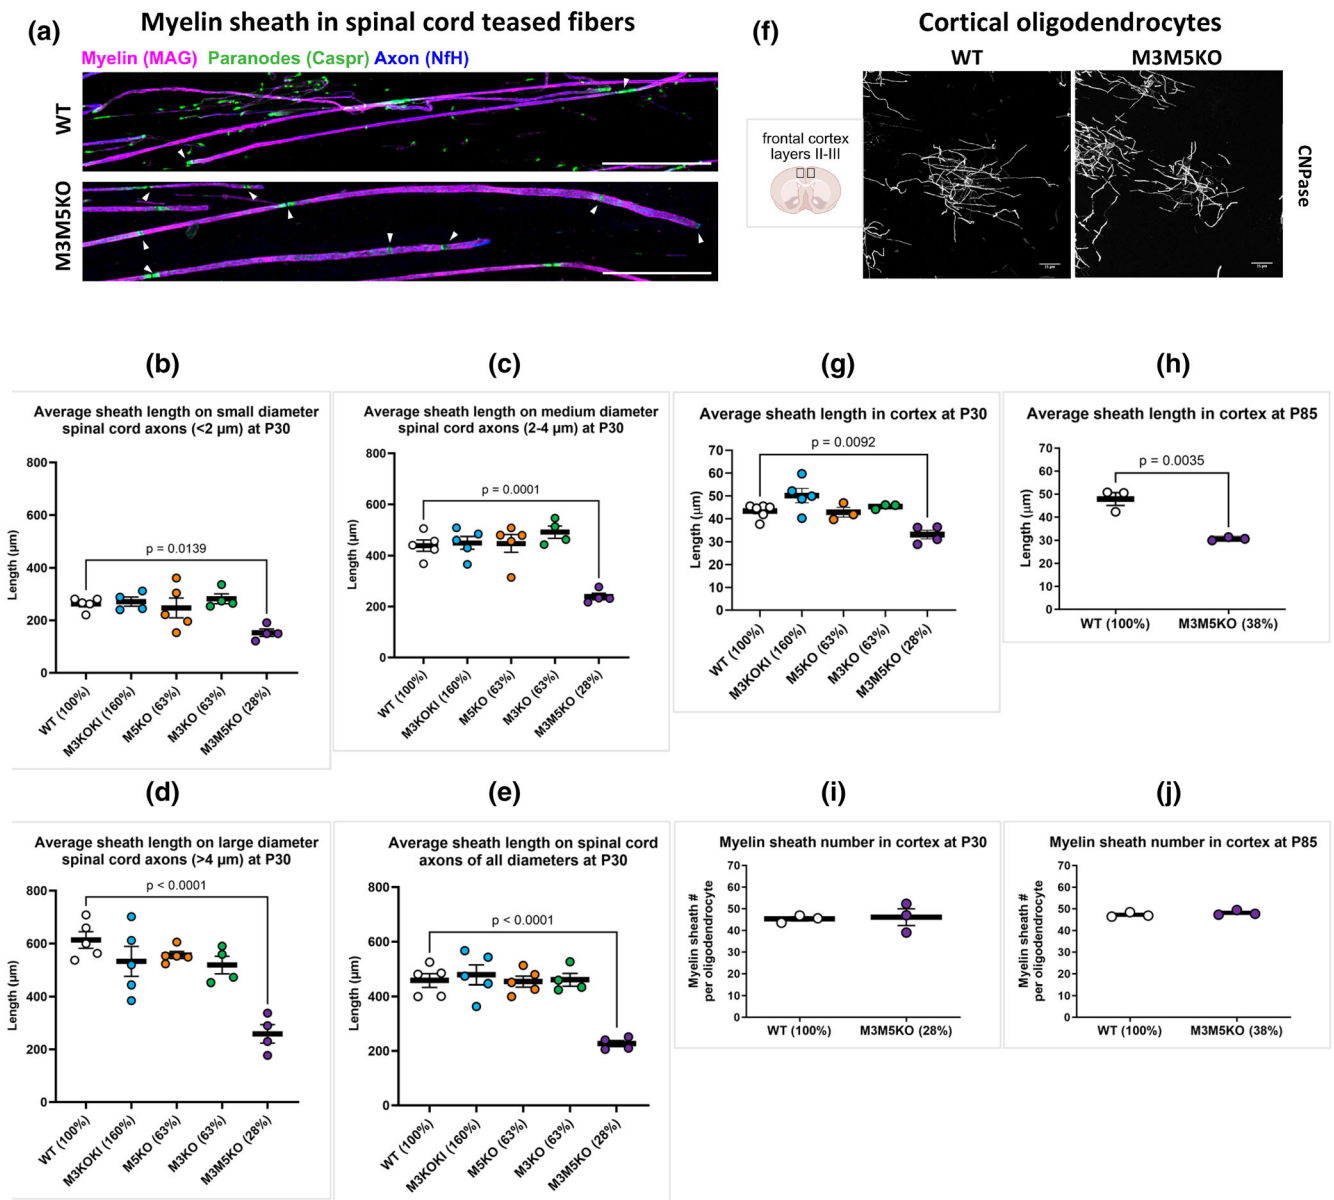 (a)
Myelin sheath in spinal cord teased fibers
Myelin (MAG) Paranodes (Caspr) Axon (NfH)
WT
M3M5KO
(f)
Cortical oligodendrocytes
WT
M3M5KO
frontal cortex
layers II-III
CNPase
(b)
Average sheath length on small diameter
spinal cord axons (<2 µm) at P30
p = 0.0139
Length (µm)
800
600
400
200
0
WT (100%)
M3KOKI (160%)
M5KO (63%)
M3KO (63%)
M3M5KO (28%)
(c)
Average sheath length on medium diameter
spinal cord axons (2-4 µm) at P30
p = 0.0001
Length (µm)
800
600
400
200
0
WT (100%)
M3KOKI (160%)
M5KO (63%)
M3KO (63%)
M3M5KO (28%)
(g)
Average sheath length in cortex at P30
p = 0.0092
Length (µm)
70
60
50
40
30
20
10
0
WT (100%)
M3KOKI (160%)
M5KO (63%)
M3KO (63%)
M3M5KO (28%)
(h)
Average sheath length in cortex at P85
p = 0.0035
Length (µm)
70
60
50
40
30
20
10
0
WT (100%)
M3M5KO (38%)
(d)
Average sheath length on large diameter
spinal cord axons (>4 µm) at P30
p < 0.0001
Length (µm)
800
600
400
200
0
WT (100%)
M3KOKI (160%)
M5KO (63%)
M3KO (63%)
M3M5KO (28%)
(e)
Average sheath length on spinal cord
axons of all diameters at P30
p < 0.0001
Length (µm)
800
600
400
200
0
WT (100%)
M3KOKI (160%)
M5KO (63%)
M3KO (63%)
M3M5KO (28%)
(i)
Myelin sheath number in cortex at P30
Myelin sheath #
per oligodendrocyte
70
60
50
40
30
20
10
0
WT (100%)
M3M5KO (28%)
(j)
Myelin sheath number in cortex at P85
Myelin sheath #
per oligodendrocyte
70
60
50
40
30
20
10
0
WT (100%)
M3M5KO (38%)